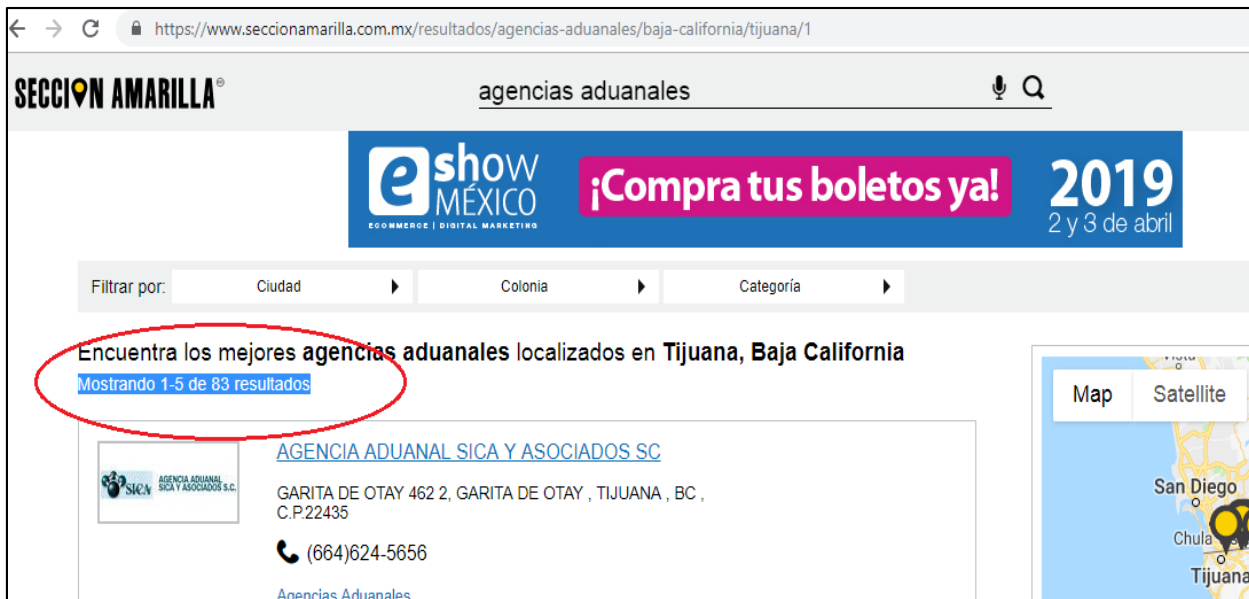 https://www.seccionamarilla.com.mx/resultados/agencias-aduanales/baja-california/tijuana/1
SECCION AMARILLA®
agencias aduanales
e show
MÉXICO
ECOMMERCE | DIGITAL MARKETING
¡Compra tus boletos ya!
2019
2 y 3 de abril
Filtrar por:
Ciudad
Colonia
Categoría
Encuentra los mejores agencias aduanales localizados en Tijuana, Baja California
Mostrando 1-5 de 83 resultados
AGENCIA ADUANAL SICA Y ASOCIADOS SC
SICA
AGENCIA ADUANAL
SICA Y ASOCIADOS S.C.
GARITA DE OTAY 462 2, GARITA DE OTAY , TIJUANA , BC ,
C.P.22435
(664)624-5656
Agencias Aduanales
Vista
Map
Satellite
San Diego
Chula
Tijuana